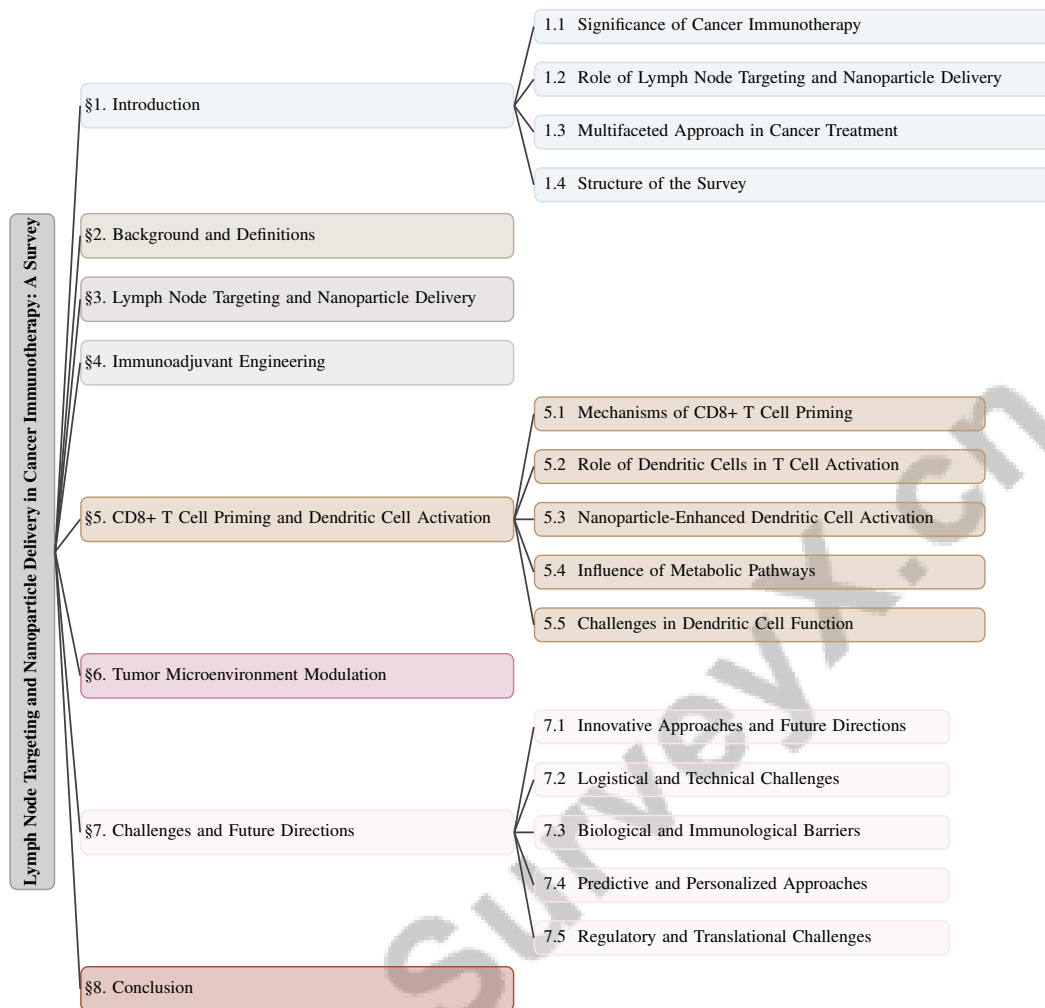 Lymph Node Targeting and Nanoparticle Delivery in Cancer Immunotherapy: A Survey
§1. Introduction
1.1 Significance of Cancer Immunotherapy
1.2 Role of Lymph Node Targeting and Nanoparticle Delivery
1.3 Multifaceted Approach in Cancer Treatment
1.4 Structure of the Survey
§2. Background and Definitions
§3. Lymph Node Targeting and Nanoparticle Delivery
§4. Immunoadjuvant Engineering
§5. CD8+ T Cell Priming and Dendritic Cell Activation
5.1 Mechanisms of CD8+ T Cell Priming
5.2 Role of Dendritic Cells in T Cell Activation
5.3 Nanoparticle-Enhanced Dendritic Cell Activation
5.4 Influence of Metabolic Pathways
5.5 Challenges in Dendritic Cell Function
§6. Tumor Microenvironment Modulation
§7. Challenges and Future Directions
7.1 Innovative Approaches and Future Directions
7.2 Logistical and Technical Challenges
7.3 Biological and Immunological Barriers
7.4 Predictive and Personalized Approaches
7.5 Regulatory and Translational Challenges
§8. Conclusion
SurveyX.cn